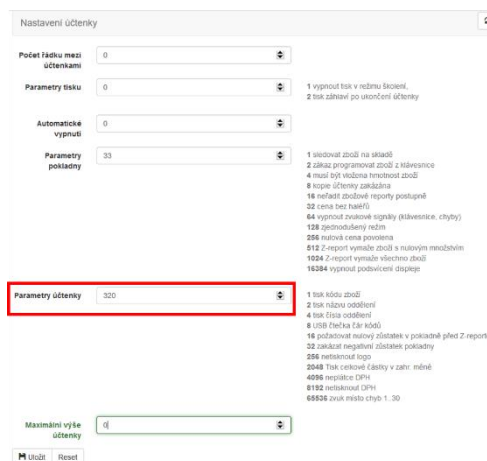 Nastavení účtenky
Počet řádku mezi účtenkami
0
Parametry tisku
0
1 vypnout tisk v režimu školení,
2 tisk záhlaví po ukončení účtenky
Automatické vypnutí
0
Parametry pokladny
33
1 sledovat zboží na skladě
2 zákaz programovat zboží z klávesnice
4 musí být vložena hmotnost zboží
8 kopie účtenky zakázána
16 neřadit zbožové reporty postupně
32 cena bez haléřů
64 vypnout zvukové signály (klávesnice, chyby)
128 zjednodušený režim
256 nulová cena povolena
512 Z-report vymaže zboží s nulovým množstvím
1024 Z-report vymaže všechno zboží
16384 vypnout podsvícení displeje
Parametry účtenky
320
1 tisk kódu zboží
2 tisk názvu oddělení
4 tisk čísla oddělení
8 USB čtečka čár kódů
16 požadovat nulový zůstatek v pokladně před Z-report
32 zakázat negativní zůstatek pokladny
256 netisknout logo
2048 Tisk celkové částky v zahr. měně
4096 neplátce DPH
8192 netisknout DPH
65536 zvuk místo chyb 1..30
Maximální výše účtenky
0
Uložit Reset